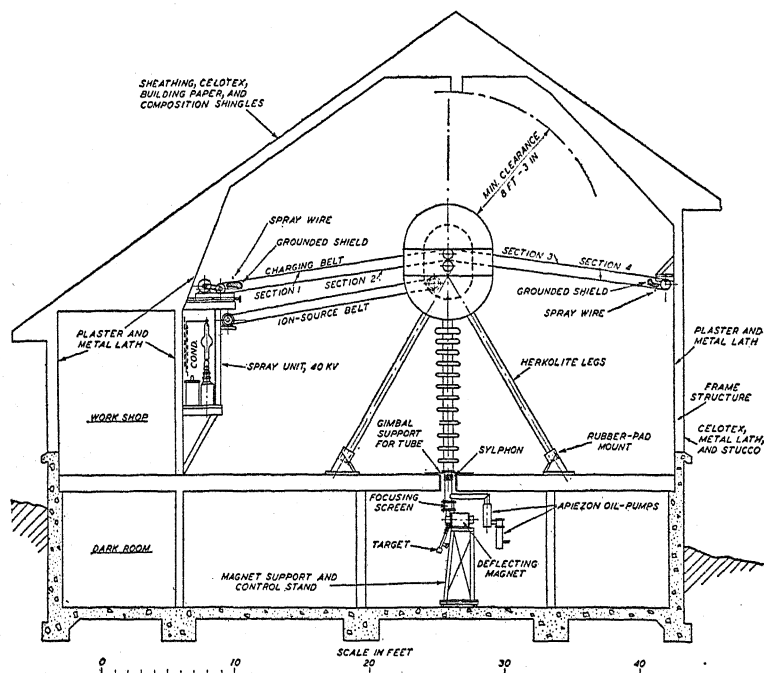 SHEATHING, CELOTEX,
BUILDING PAPER, AND
COMPOSITION SHINGLES
MIN. CLEARANCE
8 FT-3 IN
SPRAY WIRE
GROUNDED SHIELD
CHARGING BELT
SECTION 1
SECTION 2
SECTION 3
SECTION 4
GROUNDED SHIELD
SPRAY WIRE
ION-SOURCE BELT
PLASTER AND
METAL LATH
COND.
SPRAY UNIT, 40 KV
HERKOLITE LEGS
PLASTER AND
METAL LATH
FRAME
STRUCTURE
CELOTEX,
METAL LATH,
AND STUCCO
WORK SHOP
GIMBAL
SUPPORT
FOR TUBE
SYLPHON
RUBBER-PAD
MOUNT
FOCUSING
SCREEN
APIEZON OIL-PUMPS
DARK ROOM
TARGET
DEFLECTING
MAGNET
MAGNET SUPPORT AND
CONTROL STAND
SCALE IN FEET
0 10 20 30 40